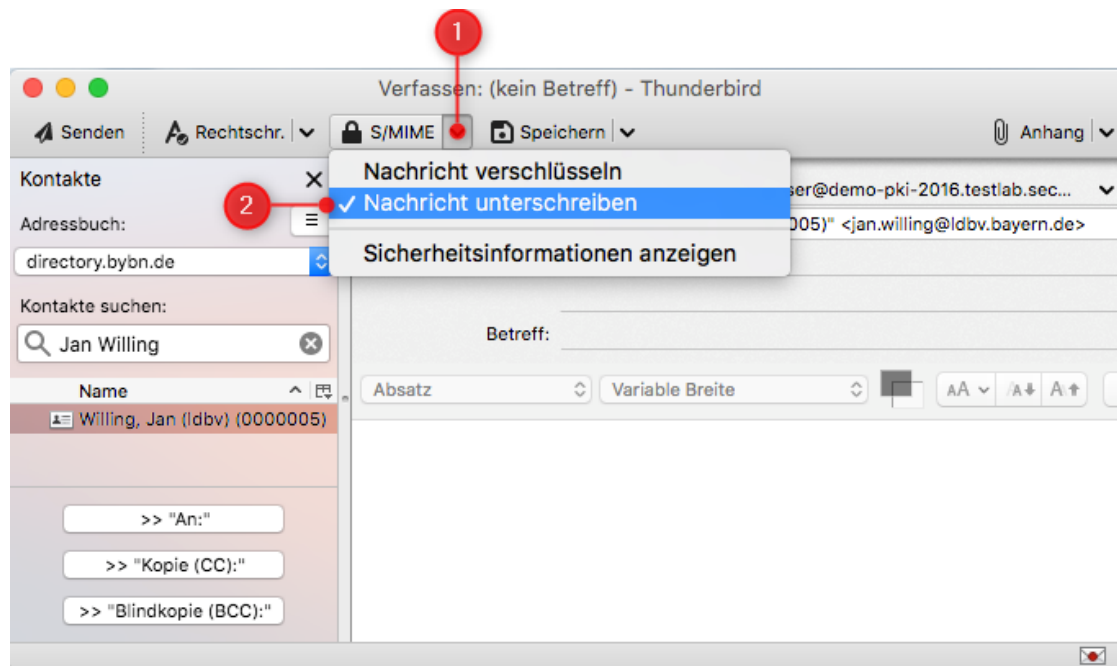 1
Verfassen: (kein Betreff) - Thunderbird
Senden Rechtschr. S/MIME Speichern Anhang
Kontakte
Nachricht verschlüsseln
ser@demo-pki-2016.testlab.sec...
2
✓ Nachricht unterschreiben
Adressbuch:
005)" <jan.willing@ldbv.bayern.de>
directory.bybn.de
Sicherheitsinformationen anzeigen
Kontakte suchen:
Jan Willing
Betreff:
Name
Absatz Variable Breite AA A A
Willing, Jan (ldbv) (0000005)
>> "An:"
>> "Kopie (CC):"
>> "Blindkopie (BCC):"